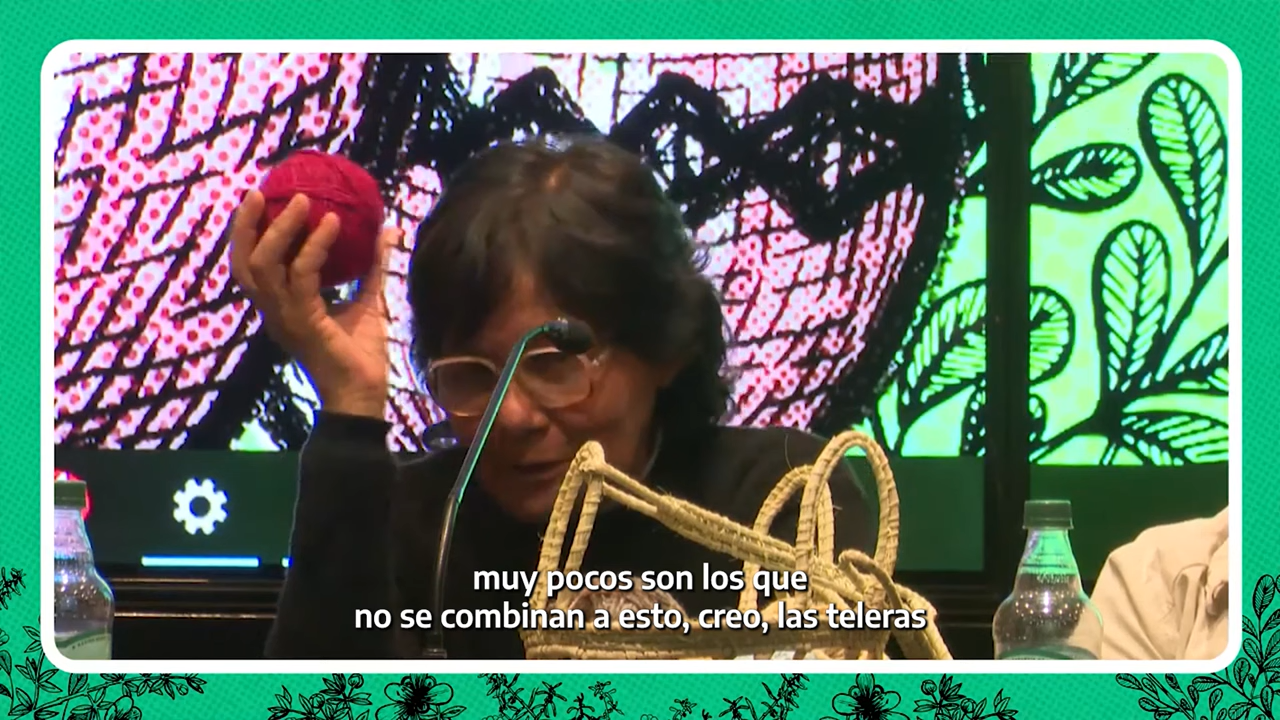 muy pocos son los que
no se combinan a esto, creo, las teleras